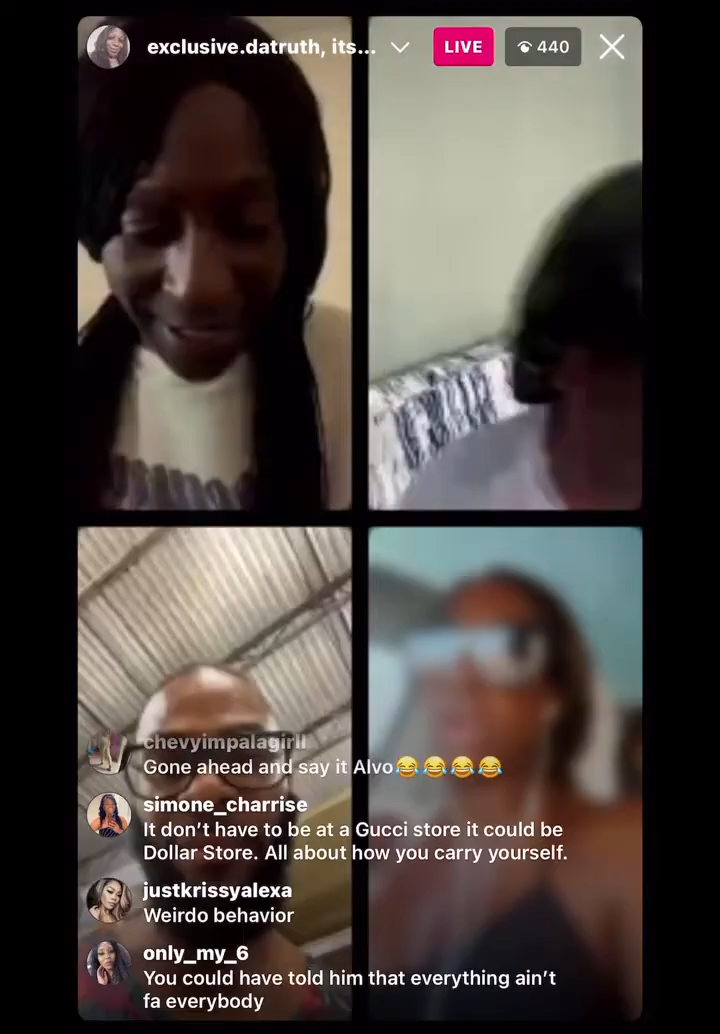 exclusive.datruth, its...
LIVE
440
chevyimpalagirll
Gone ahead and say it Alvo😂😂😂😂
simone_charrise
It don’t have to be at a Gucci store it could be
Dollar Store. All about how you carry yourself.
justkrissyalexa
Weirdo behavior
only_my_6
You could have told him that everything ain’t
fa everybody